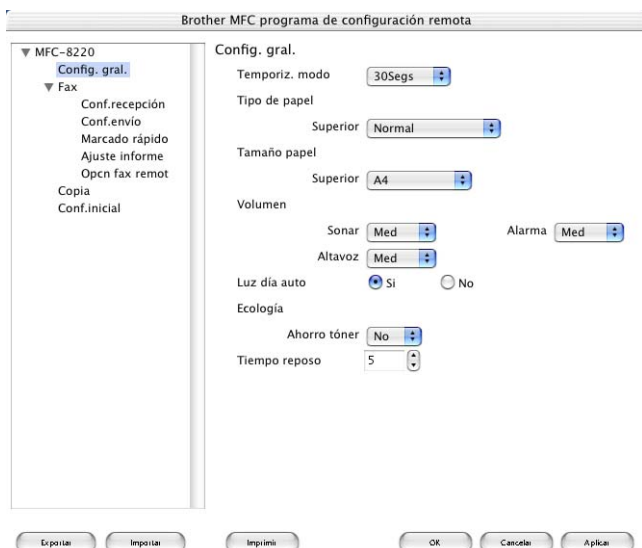 Brother MFC programa de configuración remota
MFC-8220
Config. gral.
Fax
Conf.recepción
Conf.envío
Marcado rápido
Ajuste informe
Opcn fax remot
Copia
Conf.inicial
Config. gral.
Temporiz. modo 30Segs
Tipo de papel
Superior Normal
Tamaño papel
Superior A4
Volumen
Sonar Med Alarma Med
Altavoz Med
Luz día auto Si No
Ecología
Ahorro tóner No
Tiempo reposo 5
Exportar Importar Imprimir OK Cancelar Aplicar